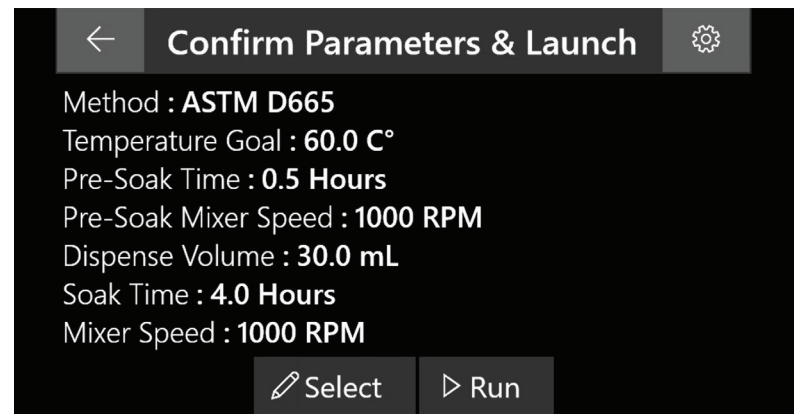 Confirm Parameters & Launch
Method : ASTM D665
Temperature Goal : 60.0 C°
Pre-Soak Time : 0.5 Hours
Pre-Soak Mixer Speed : 1000 RPM
Dispense Volume : 30.0 mL
Soak Time : 4.0 Hours
Mixer Speed : 1000 RPM
Select Run